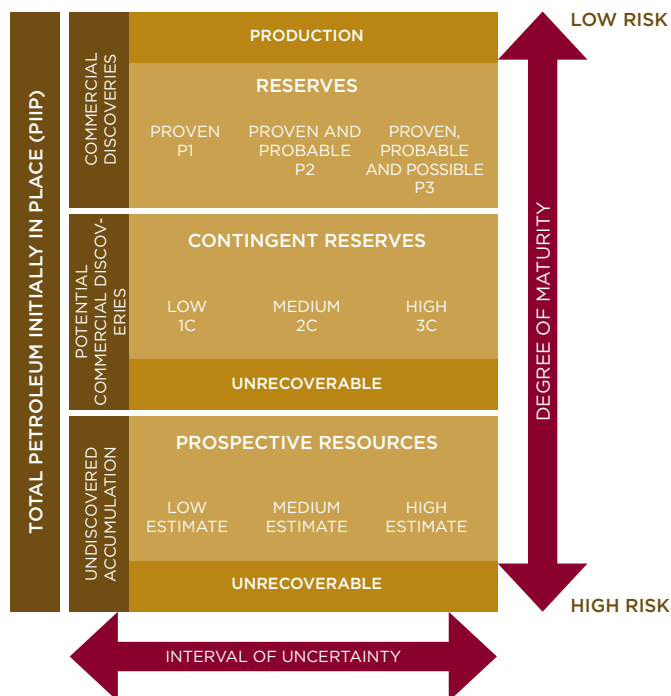 TOTAL PETROLEUM INITIALLY IN PLACE (PIIP)
COMMERCIAL
DISCOVERIES
PRODUCTION
RESERVES
PROVEN
P1
PROVEN AND
PROBABLE
P2
PROVEN,
PROBABLE
AND POSSIBLE
P3
POTENTIAL
COMMERCIAL DISCOV-
ERIES
CONTINGENT RESERVES
LOW
1C
MEDIUM
2C
HIGH
3C
UNRECOVERABLE
UNDISCOVERED
ACCUMULATION
PROSPECTIVE RESOURCES
LOW
ESTIMATE
MEDIUM
ESTIMATE
HIGH
ESTIMATE
UNRECOVERABLE
LOW RISK
DEGREE OF MATURITY
HIGH RISK
INTERVAL OF UNCERTAINTY